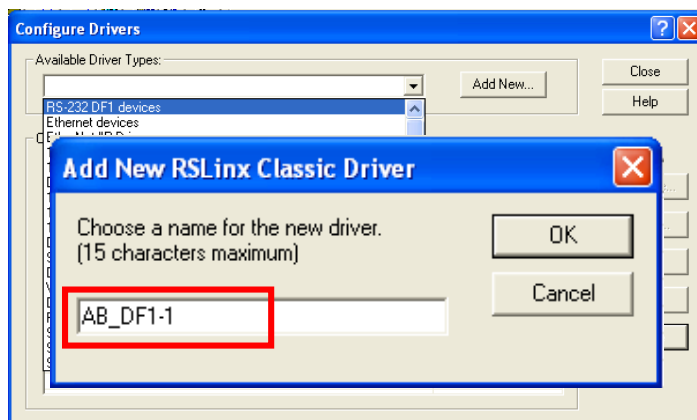 Configure Drivers
Available Driver Types:
Add New...
Close
Help
RS-232 DF1 devices
Ethernet devices
Add New RSLinx Classic Driver
Choose a name for the new driver.
(15 characters maximum)
OK
Cancel
AB_DF1-1